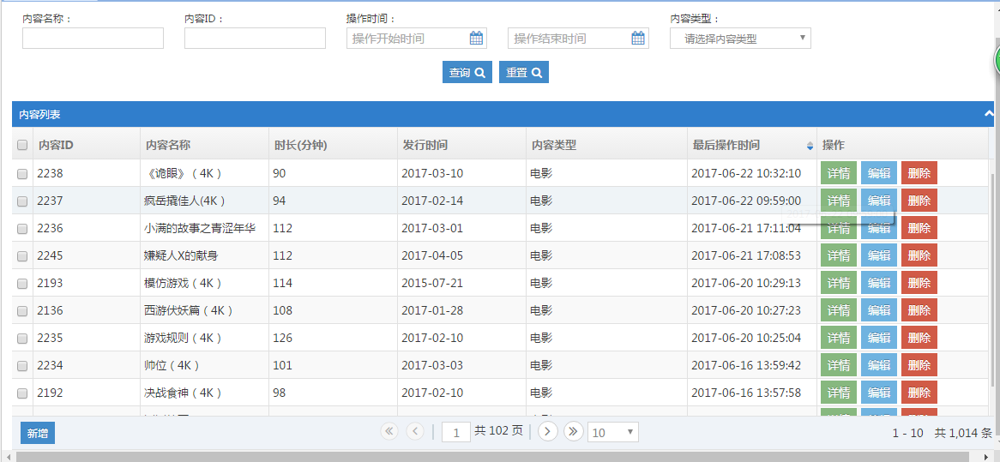 内容名称： 内容ID： 操作时间： 内容类型：
操作开始时间 操作结束时间 请选择内容类型
查询 重置
内容列表
内容ID 内容名称 时长(分钟) 发行时间 内容类型 最后操作时间 操作
2238 《诡眼》（4K） 90 2017-03-10 电影 2017-06-22 10:32:10 详情 编辑 删除
2237 疯岳撬佳人(4K） 94 2017-02-14 电影 2017-06-22 09:59:00 详情 编辑 删除
2236 小满的故事之青涩年华 112 2017-03-01 电影 2017-06-21 17:11:04 详情 编辑 删除
2245 嫌疑人X的献身 112 2017-04-05 电影 2017-06-21 17:08:53 详情 编辑 删除
2193 模仿游戏（4K） 114 2015-07-21 电影 2017-06-20 10:29:13 详情 编辑 删除
2136 西游伏妖篇（4K） 108 2017-01-28 电影 2017-06-20 10:27:23 详情 编辑 删除
2235 游戏规则（4K） 126 2017-02-10 电影 2017-06-20 10:25:04 详情 编辑 删除
2234 帅位（4K） 101 2017-03-03 电影 2017-06-16 13:59:42 详情 编辑 删除
2192 决战食神（4K） 98 2017-02-10 电影 2017-06-16 13:57:58 详情 编辑 删除
新增 1 共 102 页 10 1 - 10 共 1,014 条